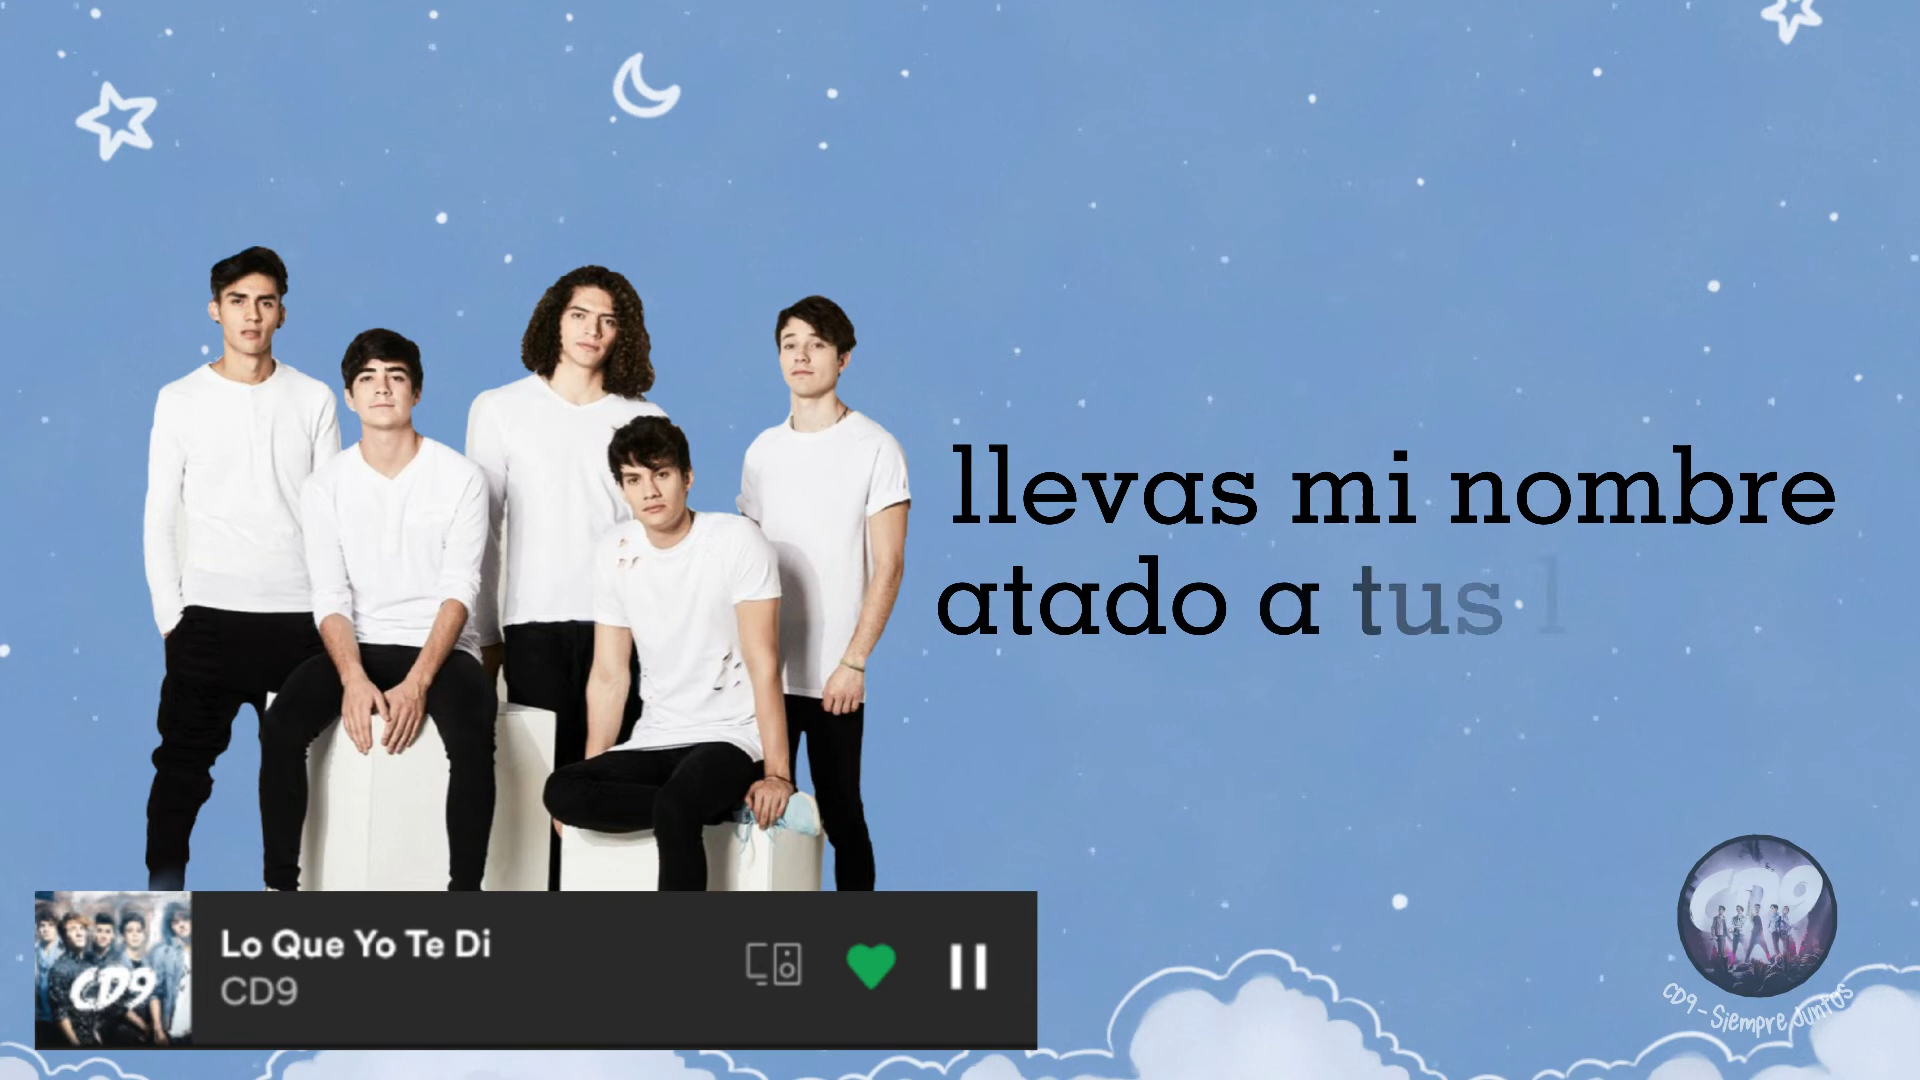 llevas mi nombre
atado a tus l
Lo Que Yo Te Di
CD9
CD9
CD9
CD9-Siempre Juntos